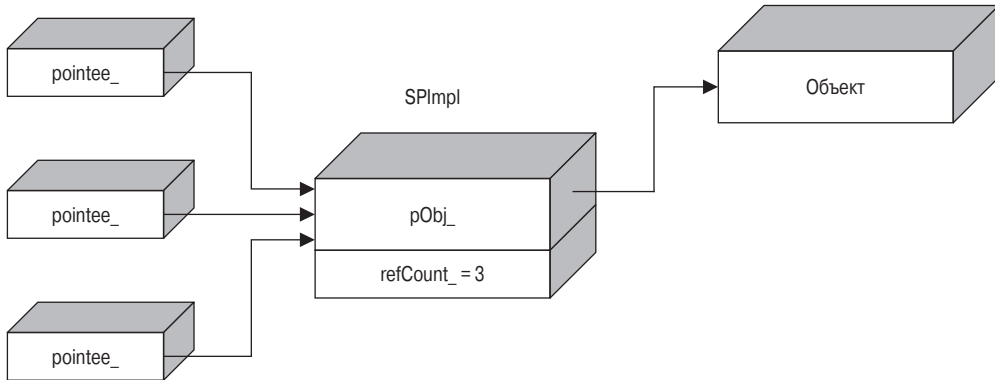 pointee_
SPImpl
Объект
pointee_
pObj_
refCount_ = 3
pointee_